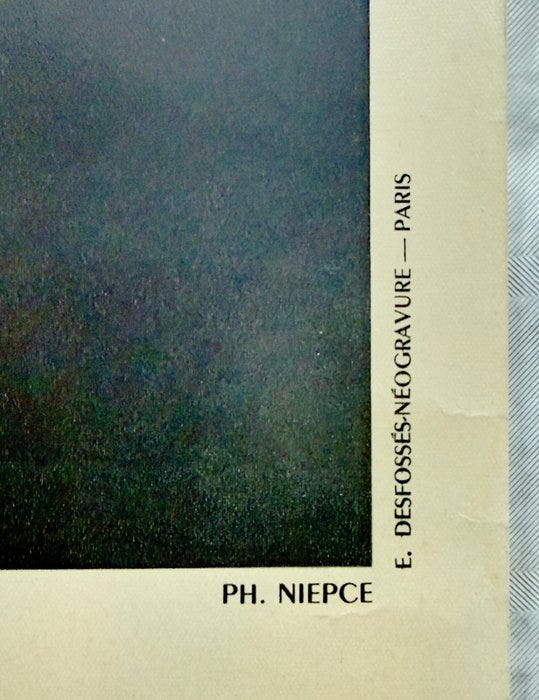 E. DESFOSSÉS-NÉOGRAVURE — PARIS
PH. NIEPCE